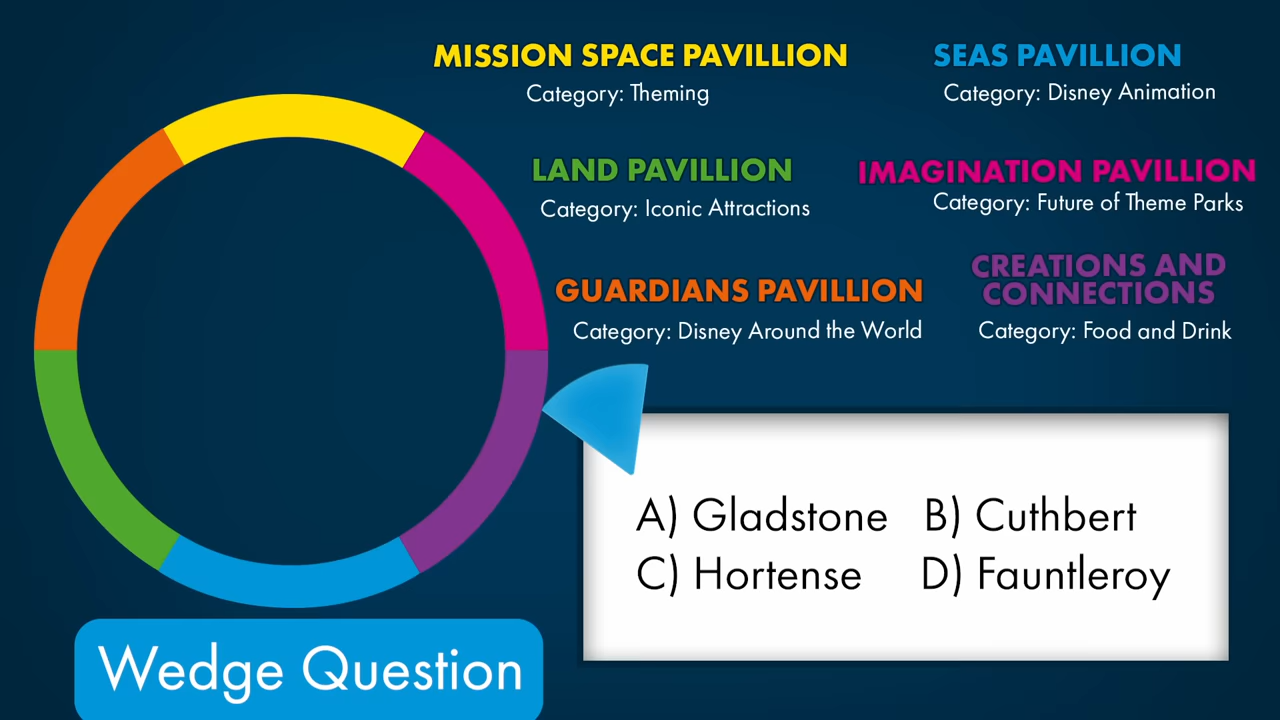 MISSION SPACE PAVILLION
Category: Theming
SEAS PAVILLION
Category: Disney Animation
LAND PAVILLION
Category: Iconic Attractions
IMAGINATION PAVILLION
Category: Future of Theme Parks
GUARDIANS PAVILLION
Category: Disney Around the World
CREATIONS AND
CONNECTIONS
Category: Food and Drink
A) Gladstone B) Cuthbert
C) Hortense D) Fauntleroy
Wedge Question